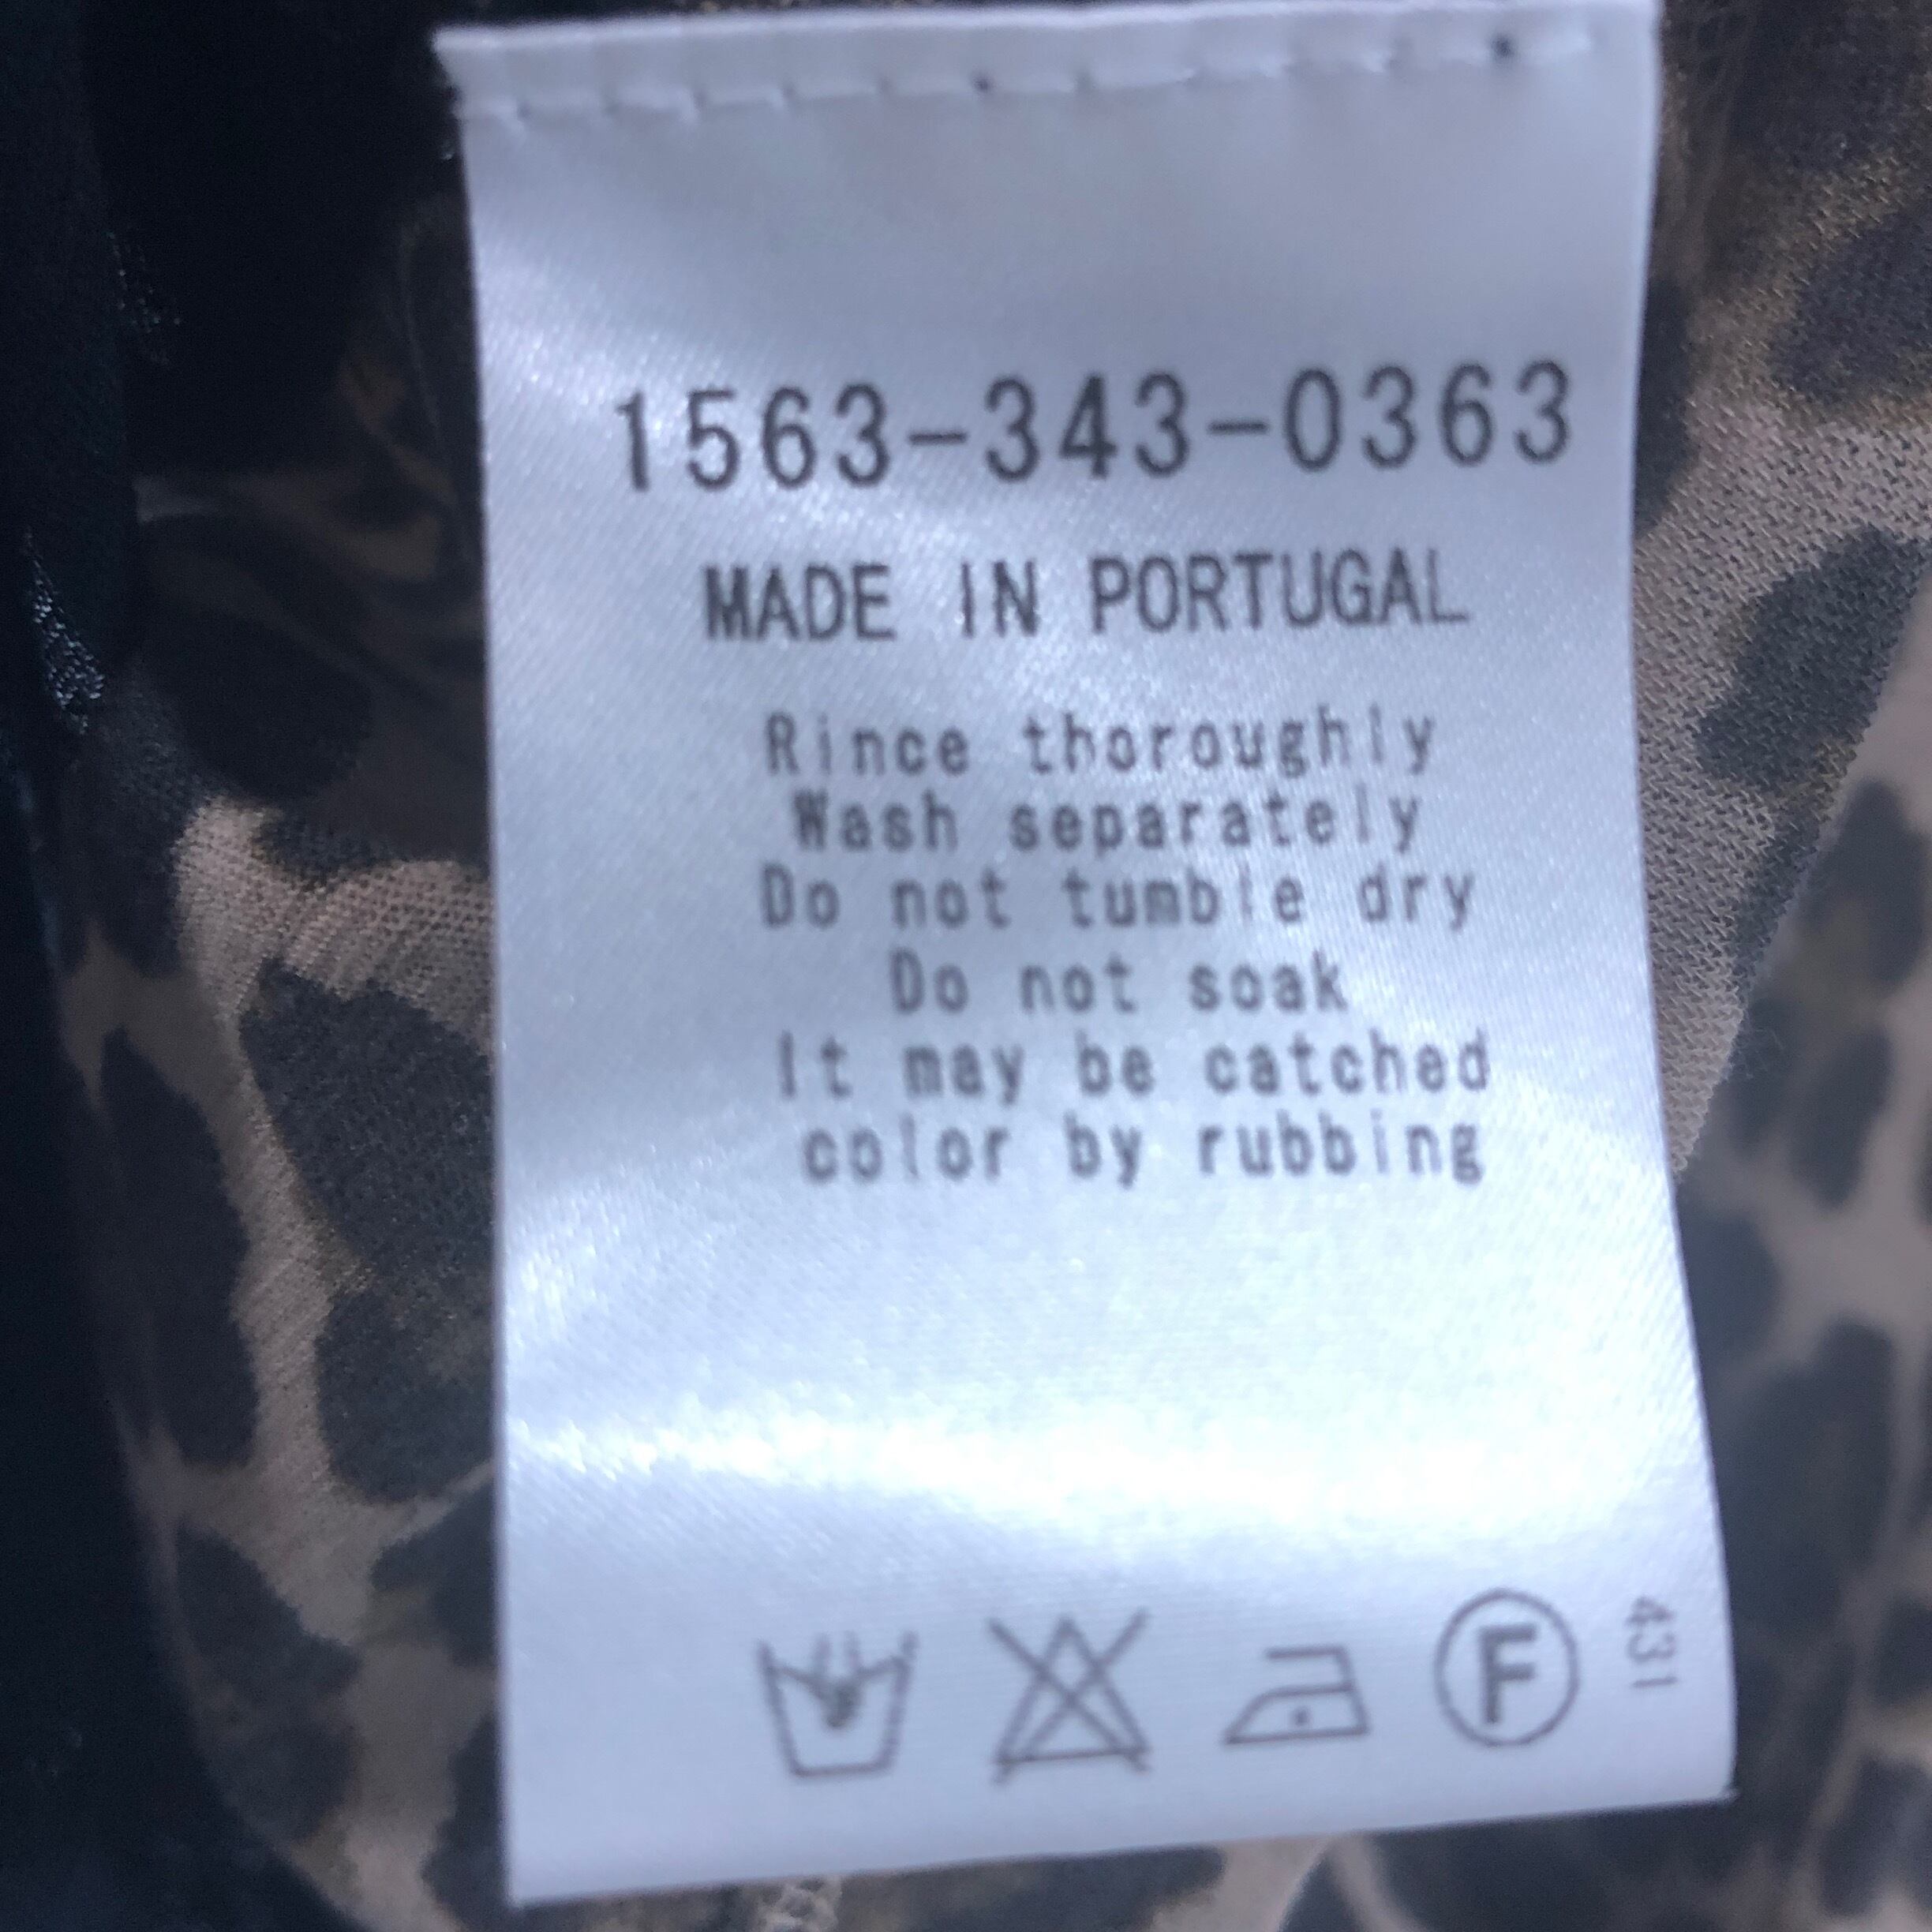 1563-343-0363
MADE IN PORTUGAL
Rince thoroughly
Wash separately
Do not tumble dry
Do not soak
It may be catched
color by rubbing
F
431